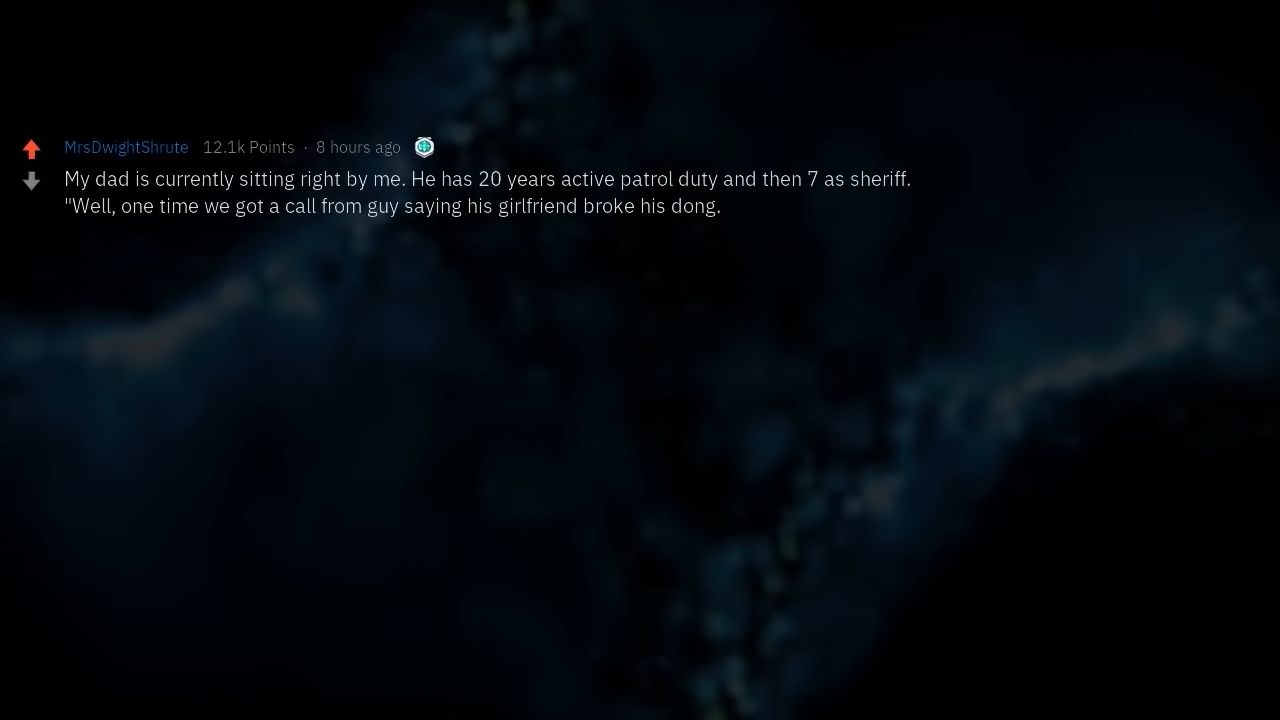 MrsDwightShrute 12.1k Points · 8 hours ago
My dad is currently sitting right by me. He has 20 years active patrol duty and then 7 as sheriff.
"Well, one time we got a call from guy saying his girlfriend broke his dong.